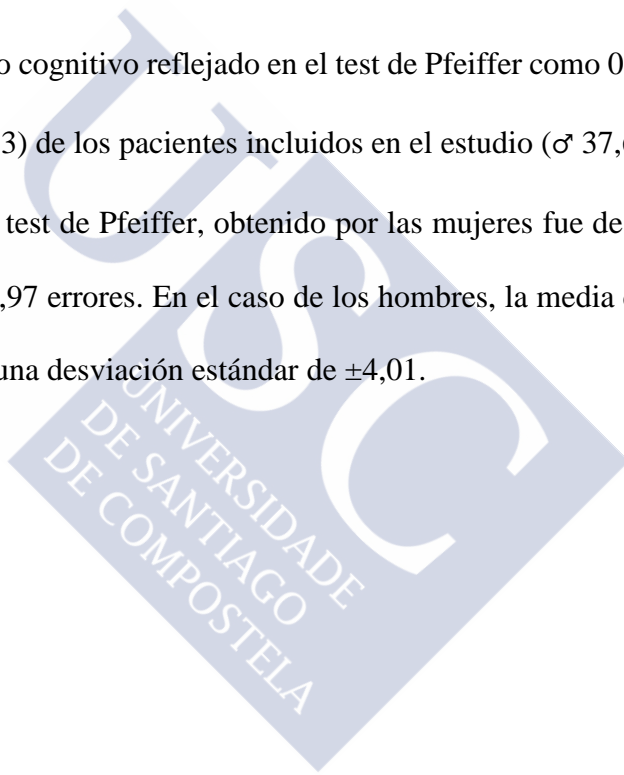 o cognitivo reflejado en el test de Pfeiffer como 0
3) de los pacientes incluidos en el estudio (♂ 37,
test de Pfeiffer, obtenido por las mujeres fue de
,97 errores. En el caso de los hombres, la media
una desviación estándar de ±4,01.
USC
UNIVERSIDADE
DE SANTIAGO
DE COMPOSTELA